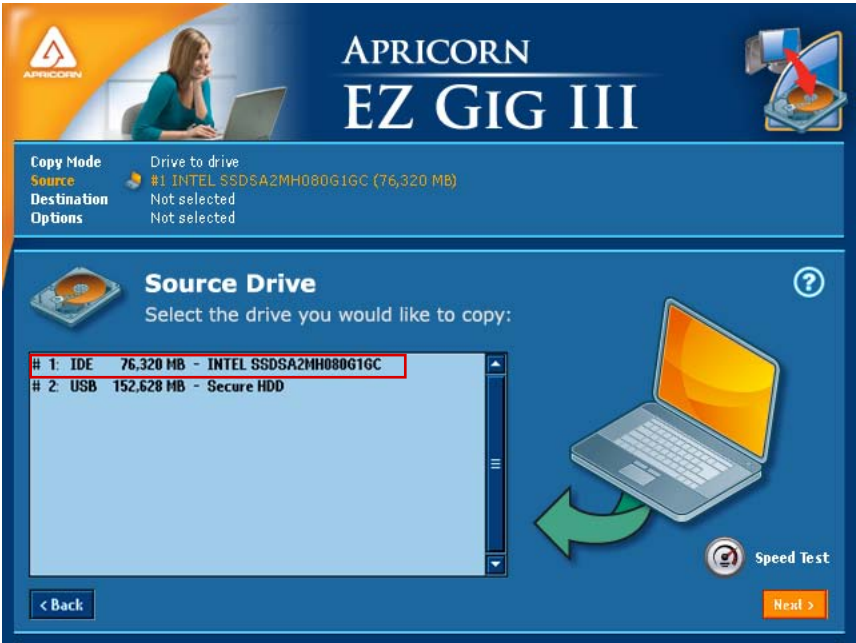 APRICORN
APRICORN
EZ GIG III
Copy Mode Drive to drive
Source #1 INTEL SSDSA2MH080G1GC (76,320 MB)
Destination Not selected
Options Not selected
Source Drive
?
Select the drive you would like to copy:
# 1: IDE 76,320 MB - INTEL SSDSA2MH080G1GC
# 2: USB 152,628 MB - Secure HDD
Speed Test
< Back
Next >